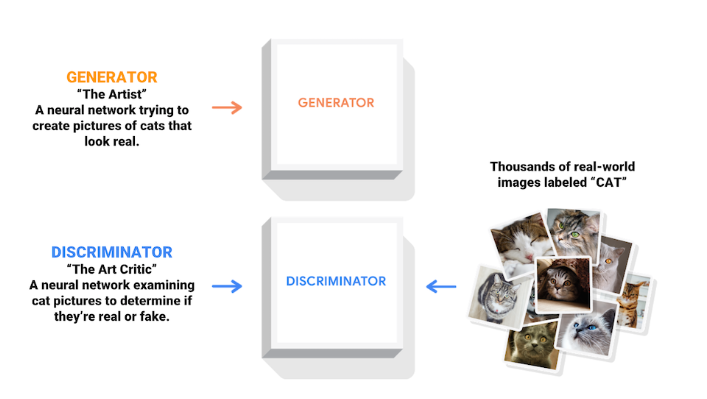 GENERATOR
“The Artist”
A neural network trying to
create pictures of cats that
look real.
GENERATOR
Thousands of real-world
images labeled “CAT”
DISCRIMINATOR
“The Art Critic”
A neural network examining
cat pictures to determine if
they’re real or fake.
DISCRIMINATOR